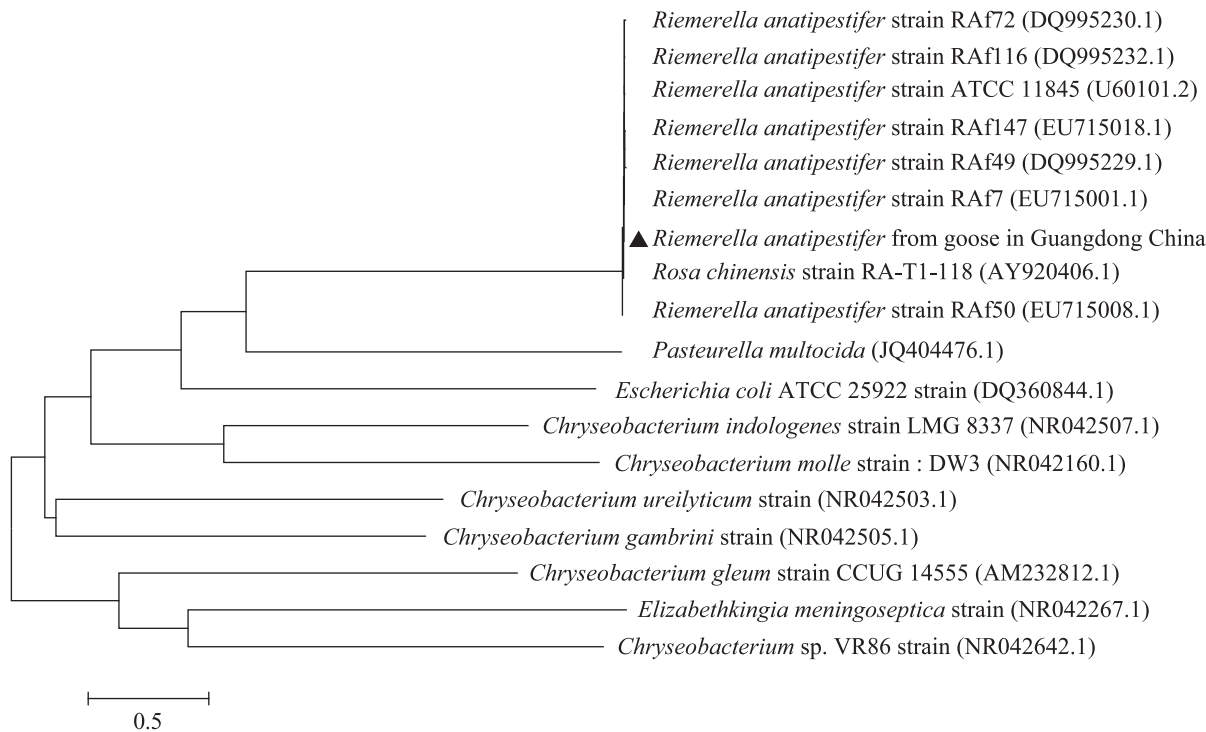 Riemerella anatipestifer strain RAf72 (DQ995230.1)
Riemerella anatipestifer strain RAf116 (DQ995232.1)
Riemerella anatipestifer strain ATCC 11845 (U60101.2)
Riemerella anatipestifer strain RAf147 (EU715018.1)
Riemerella anatipestifer strain RAf49 (DQ995229.1)
Riemerella anatipestifer strain RAf7 (EU715001.1)
Riemerella anatipestifer from goose in Guangdong China
Rosa chinensis strain RA-T1-118 (AY920406.1)
Riemerella anatipestifer strain RAf50 (EU715008.1)
Pasteurella multocida (JQ404476.1)
Escherichia coli ATCC 25922 strain (DQ360844.1)
Chryseobacterium indologenes strain LMG 8337 (NR042507.1)
Chryseobacterium molle strain : DW3 (NR042160.1)
Chryseobacterium ureilyticum strain (NR042503.1)
Chryseobacterium gambrini strain (NR042505.1)
Chryseobacterium gleum strain CCUG 14555 (AM232812.1)
Elizabethkingia meningoseptica strain (NR042267.1)
Chryseobacterium sp. VR86 strain (NR042642.1)
0.5